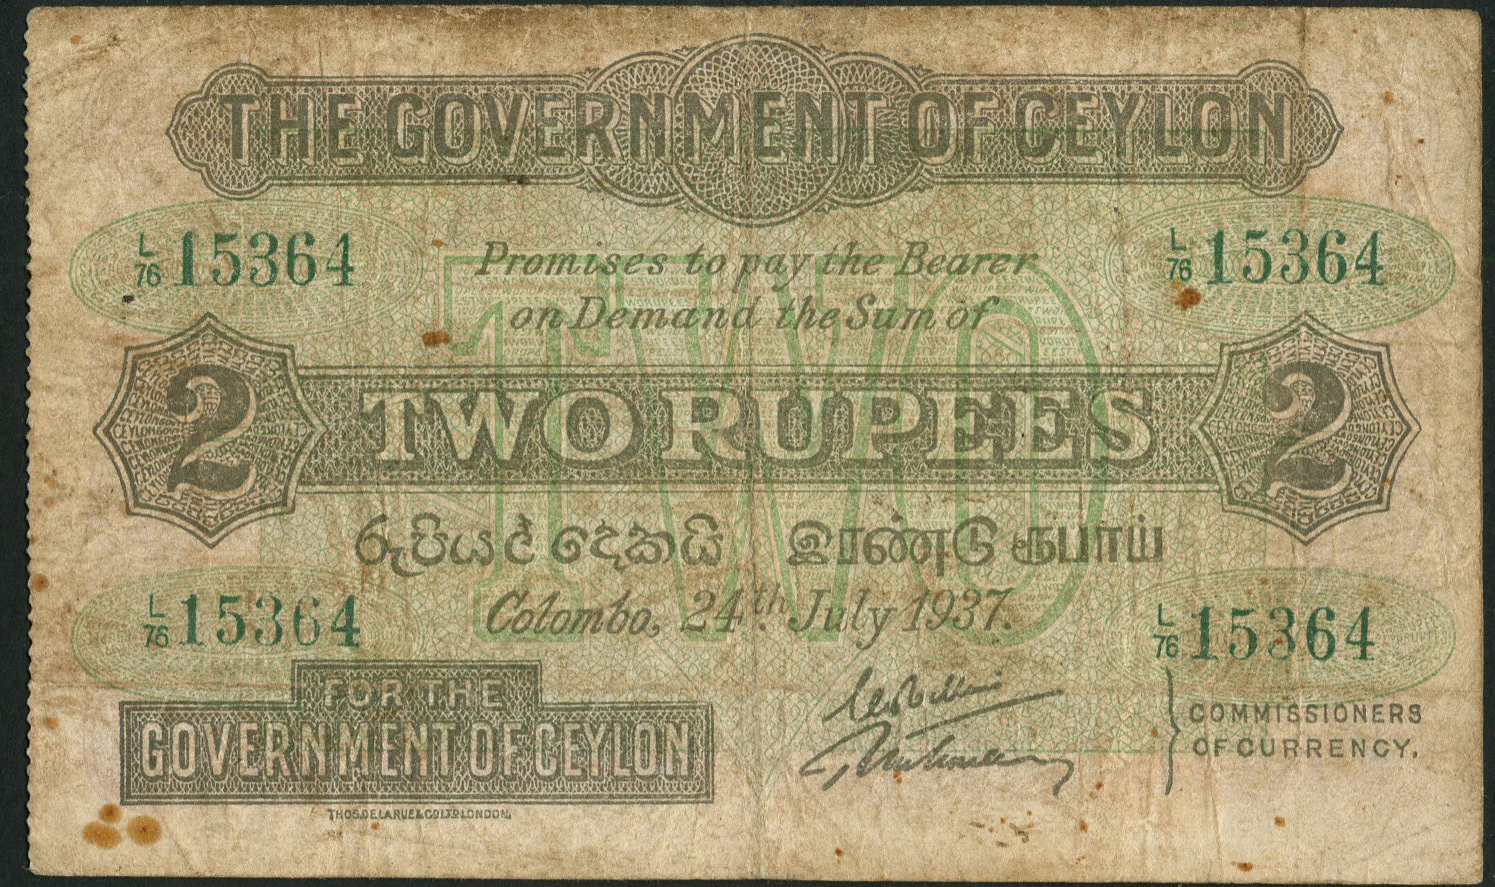 THE GOVERNMENT OF CEYLON
L/76 15364
L/76 15364
Promises to pay the Bearer
on Demand the Sum of
TWO
2 TWO RUPEES 2
රුපියල් දෙකයි இரண்டு ரூபாய்
Colombo, 24th July 1937.
L/76 15364
L/76 15364
FOR THE
GOVERNMENT OF CEYLON
COMMISSIONERS
OF CURRENCY.
THOS. DE LA RUE & CO. LTD. LONDON.